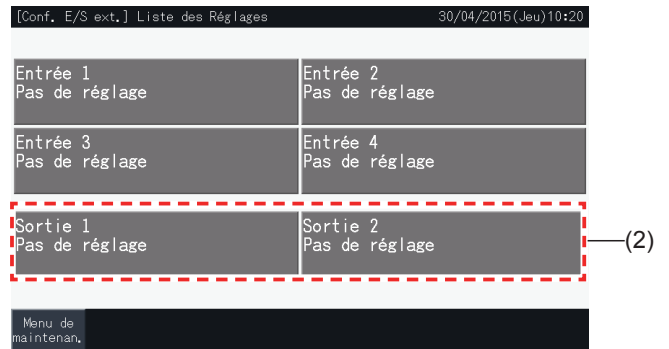 [Conf. E/S ext.] Liste des Réglages 30/04/2015(Jeu)10:20
Entrée 1 Entrée 2
Pas de réglage Pas de réglage
Entrée 3 Entrée 4
Pas de réglage Pas de réglage
Sortie 1 Sortie 2
Pas de réglage Pas de réglage
(2)
Menu de
maintenan.